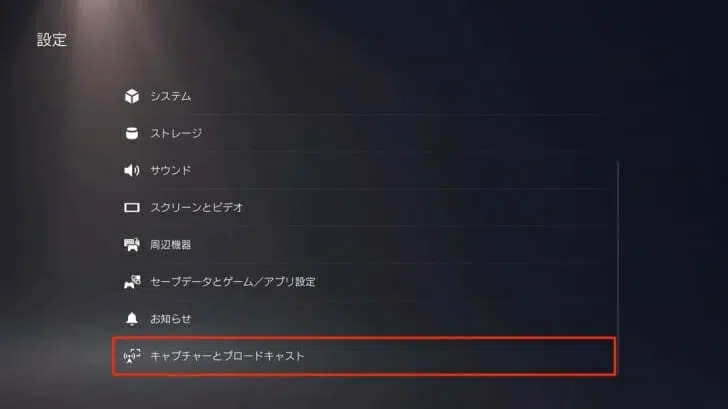 設定
システム
ストレージ
サウンド
スクリーンとビデオ
周辺機器
セーブデータとゲーム/アプリ設定
お知らせ
キャプチャーとブロードキャスト